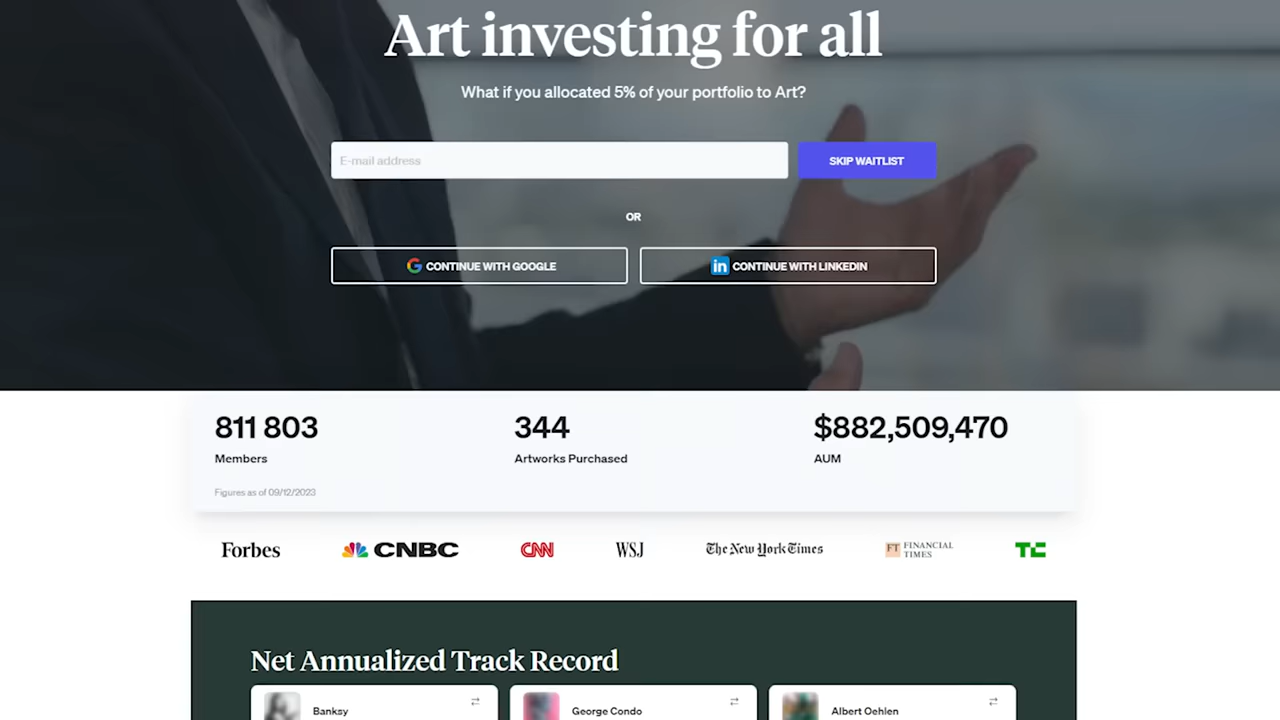 Art investing for all
What if you allocated 5% of your portfolio to Art?
E-mail address
SKIP WAITLIST
OR
CONTINUE WITH GOOGLE
in CONTINUE WITH LINKEDIN
811 803
344
$882,509,470
Members
Artworks Purchased
AUM
Figures as of 09/12/2023
Forbes
CNBC
CNN
WSJ
The New York Times
FT FINANCIAL
TIMES
TC
Net Annualized Track Record
Banksy
George Condo
Albert Oehlen